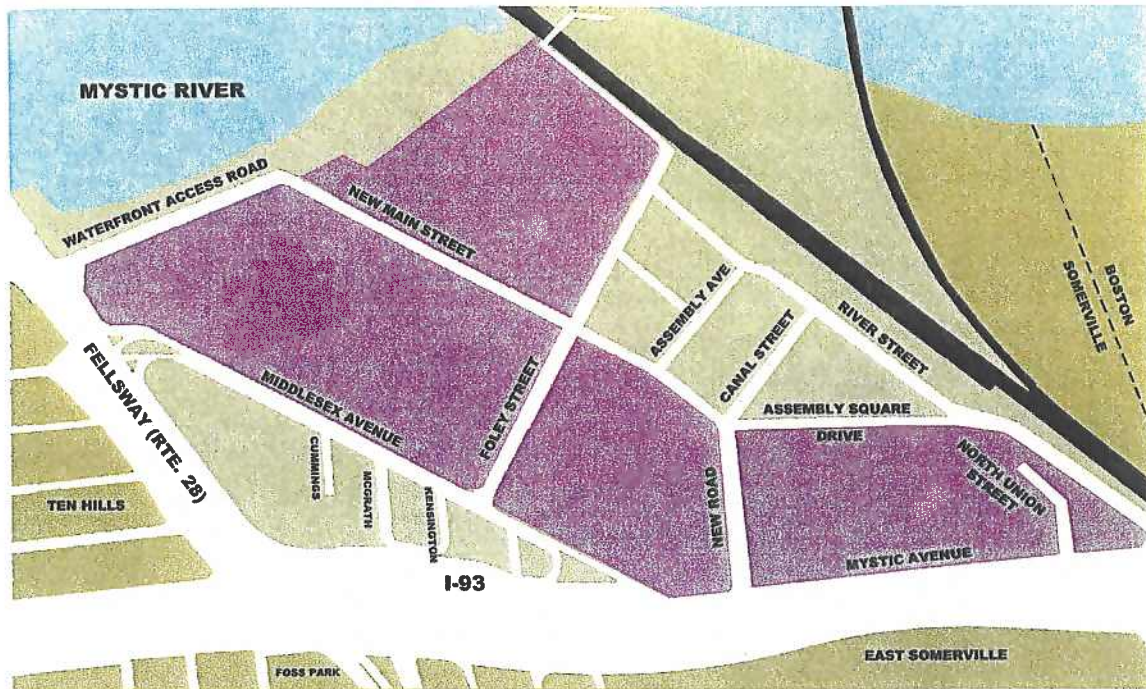 MYSTIC RIVER
WATERFRONT ACCESS ROAD
NEW MAIN STREET
ASSEMBLY AVE
CANAL STREET
RIVER STREET
BOSTON
SOMERVILLE
FELLSWAY (RTE. 28)
MIDDLESEX AVENUE
FOLEY STREET
ASSEMBLY SQUARE
DRIVE
CUMMINGS
MCGRATH
KENSINGTON
NEW ROAD
NORTH UNION
STREET
TEN HILLS
MYSTIC AVENUE
I-93
FOSS PARK
EAST SOMERVILLE